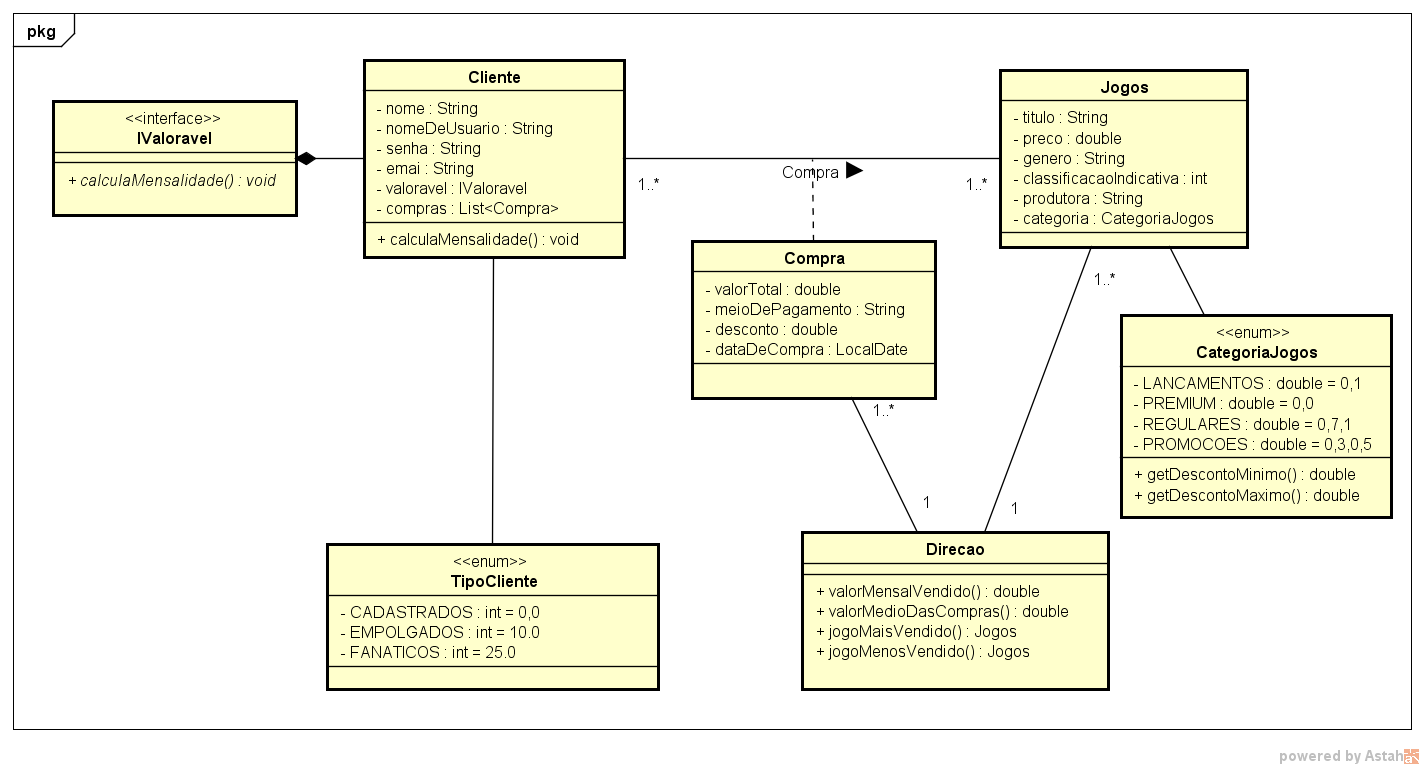 pkg
<<interface>>
IValoravel
+ calculaMensalidade() : void
Cliente
- nome : String
- nomeDeUsuario : String
- senha : String
- emai : String
- valoravel : IValoravel
- compras : List<Compra>
+ calculaMensalidade() : void
1..*
Compra
1..*
Jogos
- titulo : String
- preco : double
- genero : String
- classificacaoIndicativa : int
- produtora : String
- categoria : CategoriaJogos
Compra
- valorTotal : double
- meioDePagamento : String
- desconto : double
- dataDeCompra : LocalDate
1..*
1..*
<<enum>>
CategoriaJogos
- LANCAMENTOS : double = 0,1
- PREMIUM : double = 0,0
- REGULARES : double = 0,7,1
- PROMOCOES : double = 0,3,0,5
+ getDescontoMinimo() : double
+ getDescontoMaximo() : double
1
1
<<enum>>
TipoCliente
- CADASTRADOS : int = 0,0
- EMPOLGADOS : int = 10.0
- FANATICOS : int = 25.0
Direcao
+ valorMensalVendido() : double
+ valorMedioDasCompras() : double
+ jogoMaisVendido() : Jogos
+ jogoMenosVendido() : Jogos
powered by Astah